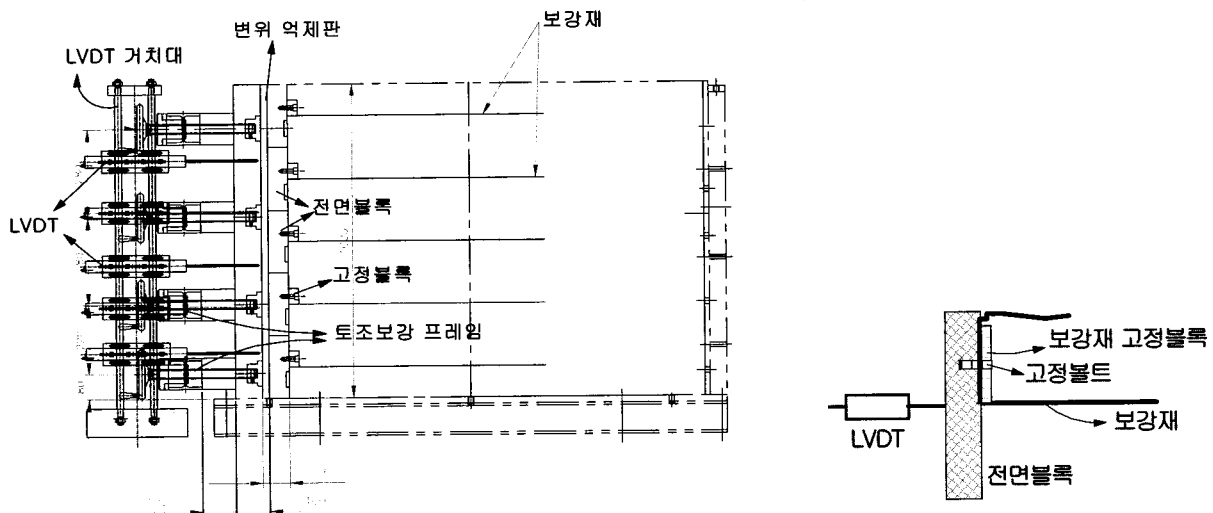 변위 억제판
보강재
LVDT 거치대
LVDT
전면블록
고정블록
토조보강 프레임
보강재 고정블록
고정볼트
보강재
LVDT
전면블록